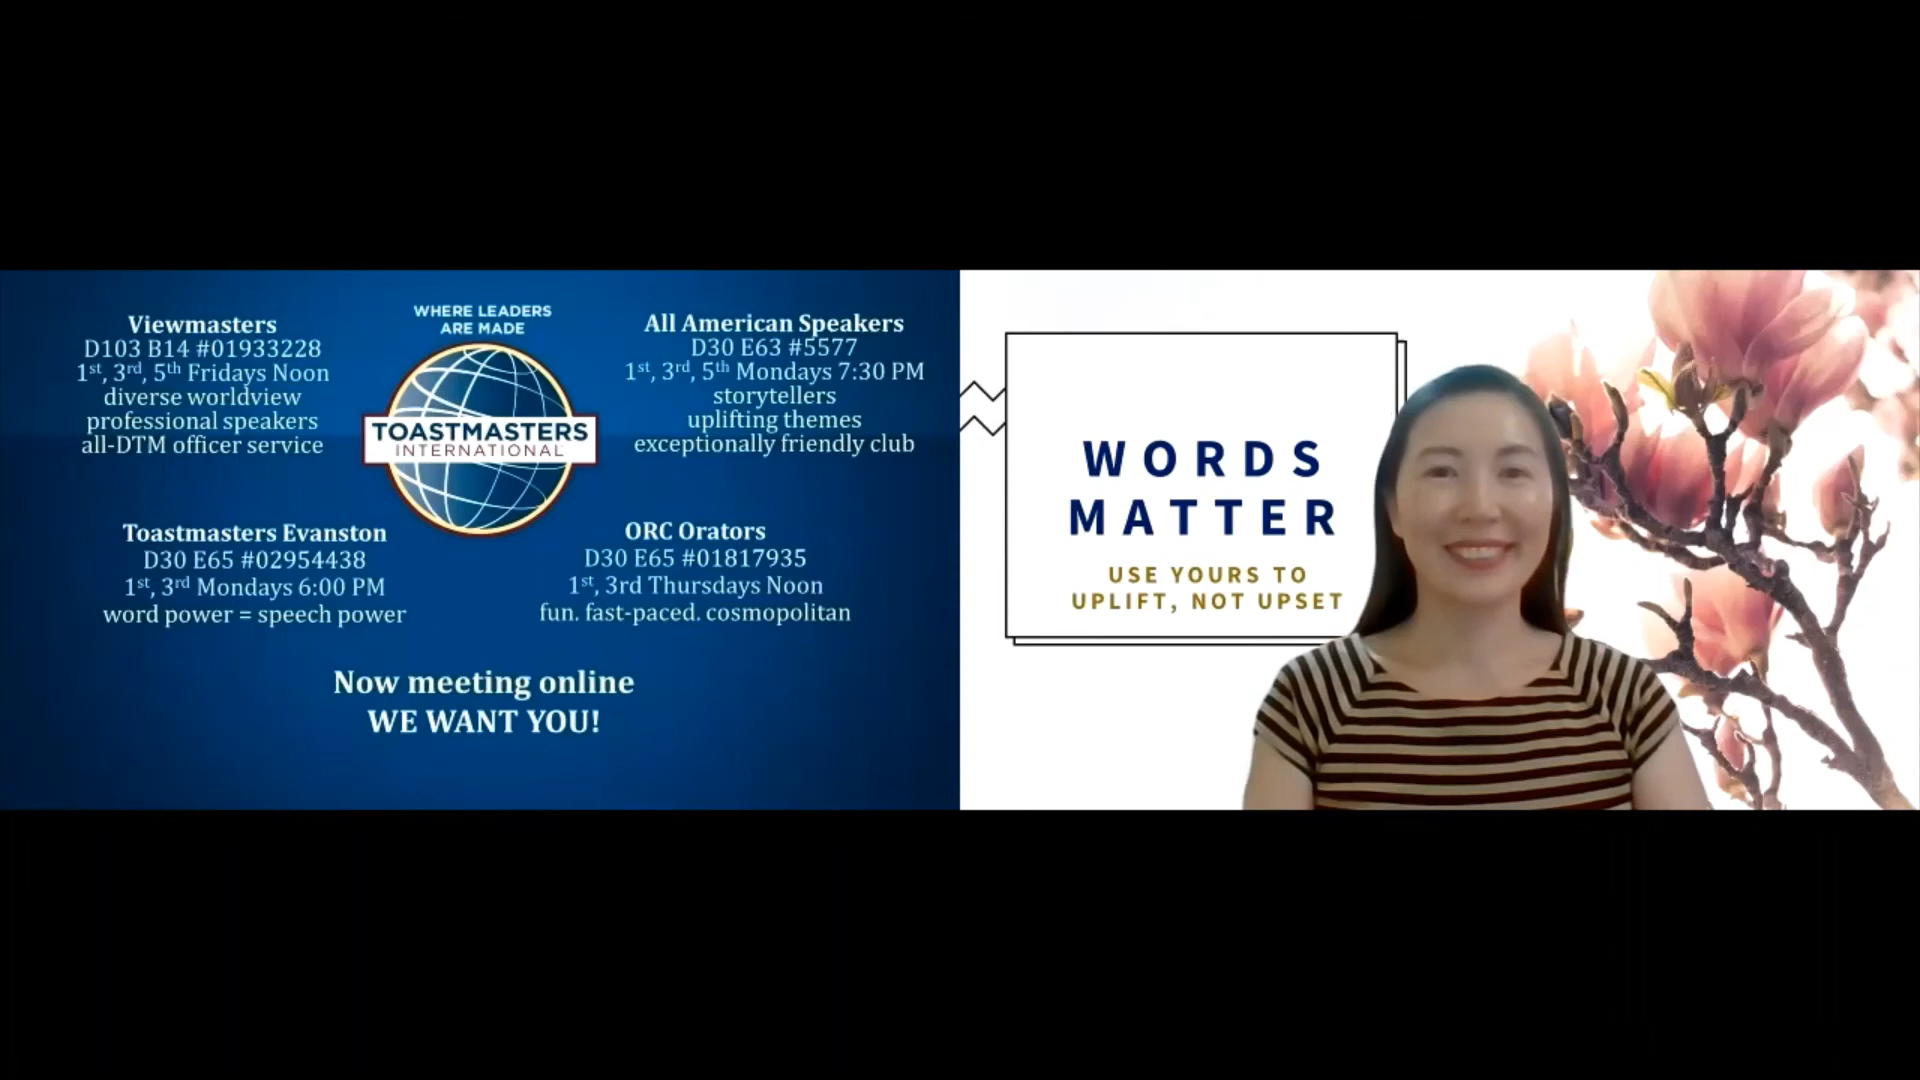 WHERE LEADERS
ARE MADE
TOASTMASTERS
INTERNATIONAL
Viewmasters
D103 B14 #01933228
1st, 3rd, 5th Fridays Noon
diverse worldview
professional speakers
all-DTM officer service
All American Speakers
D30 E63 #5577
1st, 3rd, 5th Mondays 7:30 PM
storytellers
uplifting themes
exceptionally friendly club
Toastmasters Evanston
D30 E65 #02954438
1st, 3rd Mondays 6:00 PM
word power = speech power
ORC Orators
D30 E65 #01817935
1st, 3rd Thursdays Noon
fun. fast-paced. cosmopolitan
Now meeting online
WE WANT YOU!
WORDS
MATTER
USE YOURS TO
UPLIFT, NOT UPSET